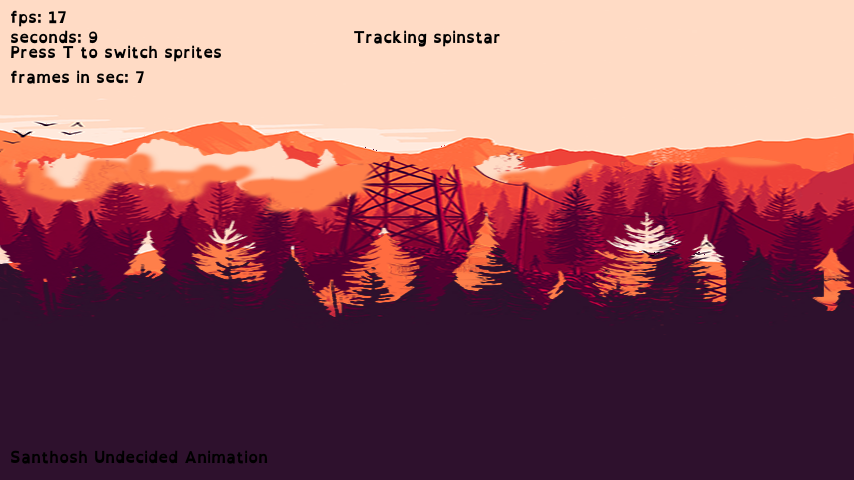 fps: 17
seconds: 9
Press T to switch sprites
frames in sec: 7
Tracking spinstar
Santhosh Undecided Animation